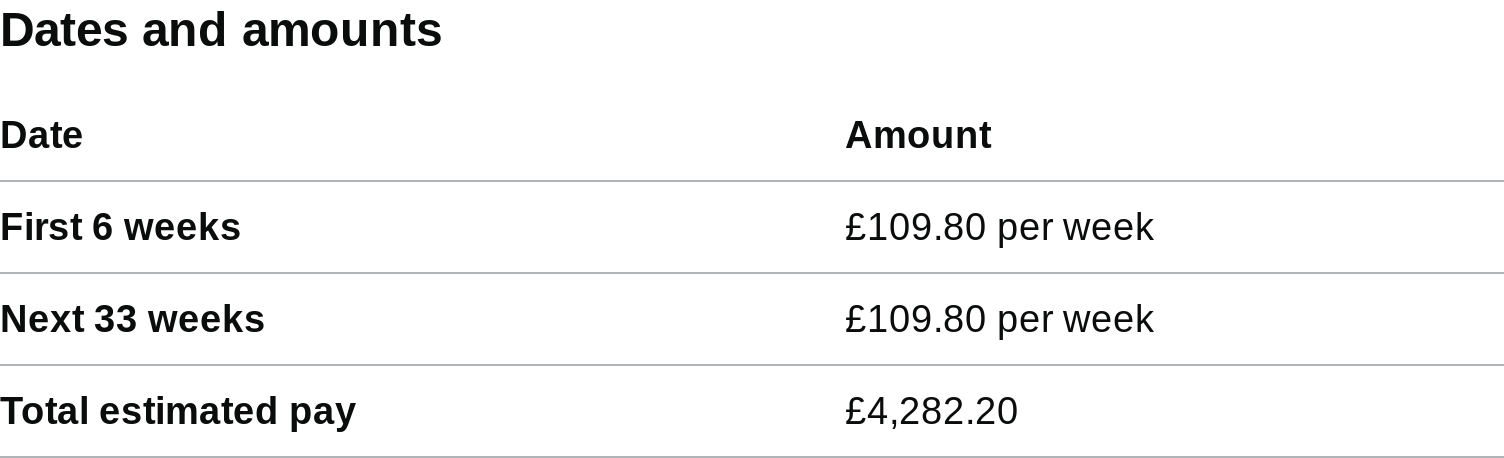 Dates and amounts
Date Amount
First 6 weeks £109.80 per week
Next 33 weeks £109.80 per week
Total estimated pay £4,282.20